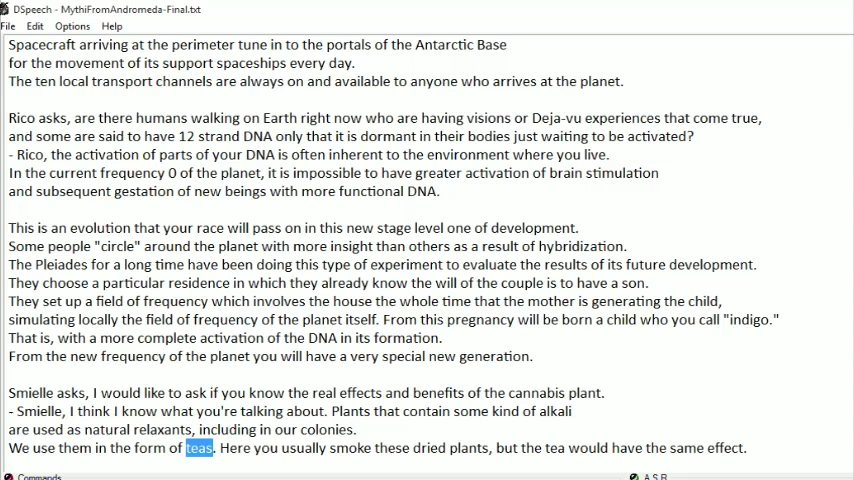 DSpeech - MythiFromAndromeda-Final.txt
File Edit Options Help
Spacecraft arriving at the perimeter tune in to the portals of the Antarctic Base
for the movement of its support spaceships every day.
The ten local transport channels are always on and available to anyone who arrives at the planet.
Rico asks, are there humans walking on Earth right now who are having visions or Deja-vu experiences that come true,
and some are said to have 12 strand DNA only that it is dormant in their bodies just waiting to be activated?
- Rico, the activation of parts of your DNA is often inherent to the environment where you live.
In the current frequency 0 of the planet, it is impossible to have greater activation of brain stimulation
and subsequent gestation of new beings with more functional DNA.
This is an evolution that your race will pass on in this new stage level one of development.
Some people "circle" around the planet with more insight than others as a result of hybridization.
The Pleiades for a long time have been doing this type of experiment to evaluate the results of its future development.
They choose a particular residence in which they already know the will of the couple is to have a son.
They set up a field of frequency which involves the house the whole time that the mother is generating the child,
simulating locally the field of frequency of the planet itself. From this pregnancy will be born a child who you call "indigo."
That is, with a more complete activation of the DNA in its formation.
From the new frequency of the planet you will have a very special new generation.
Smielle asks, I would like to ask if you know the real effects and benefits of the cannabis plant.
- Smielle, I think I know what you're talking about. Plants that contain some kind of alkali
are used as natural relaxants, including in our colonies.
We use them in the form of teas. Here you usually smoke these dried plants, but the tea would have the same effect.
Commands A.S.R.